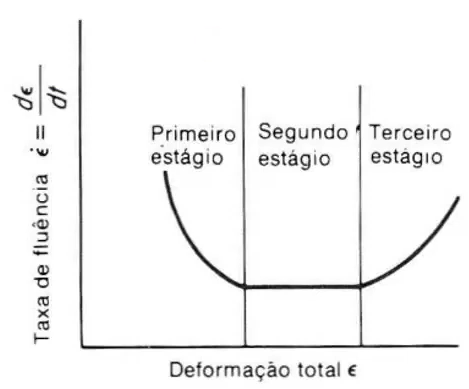 Taxa de fluência ε̇ = dε/dt
Primeiro estágio
Segundo estágio
Terceiro estágio
Deformação total ε